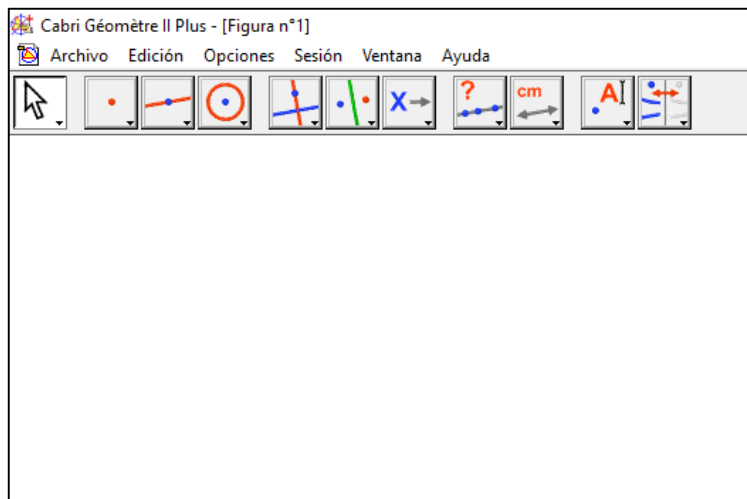 Cabri Géomètre II Plus - [Figura n°1]
Archivo Edición Opciones Sesión Ventana Ayuda
X ? cm A